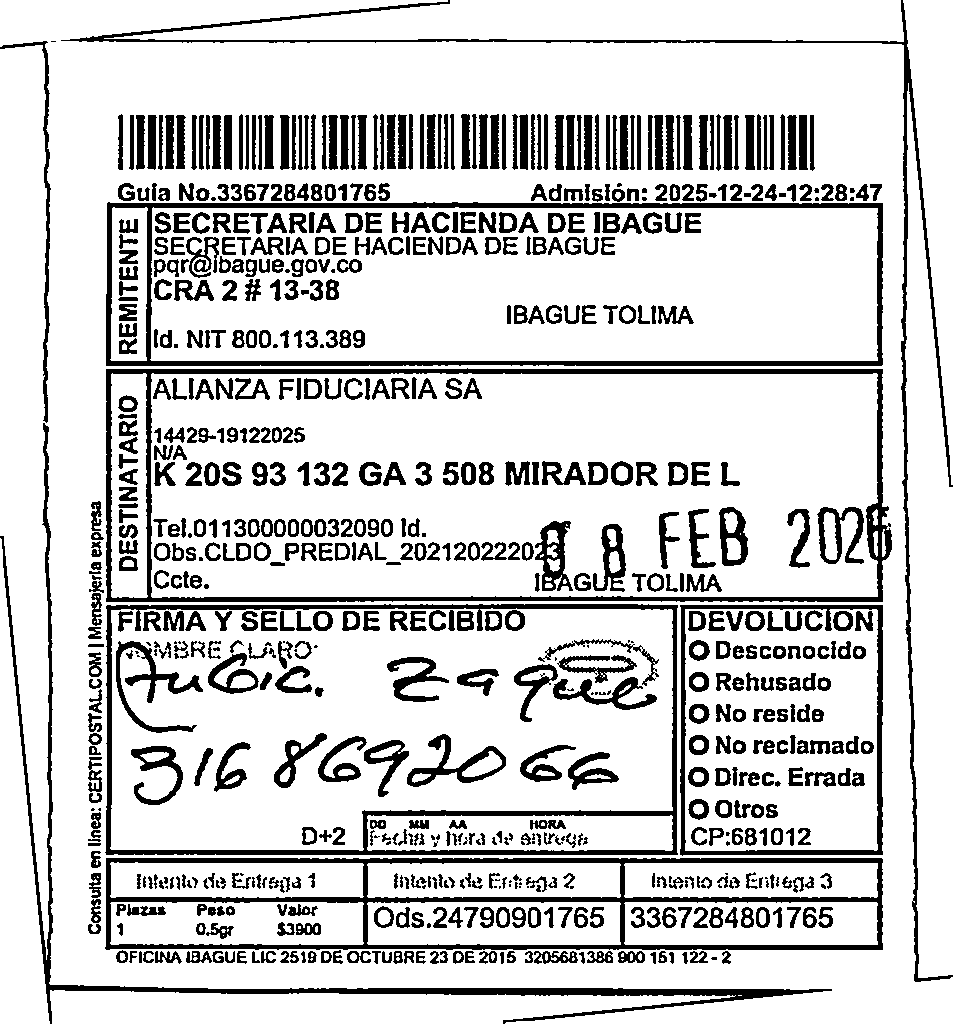 Guia No.3367284801765 Admisión: 2025-12-24-12:28:47
REMITENTE
SECRETARIA DE HACIENDA DE IBAGUE
SECRETARIA DE HACIENDA DE IBAGUE
pqr@ibague.gov.co
CRA 2 # 13-38
IBAGUE TOLIMA
Id. NIT 800.113.389
DESTINATARIO
ALIANZA FIDUCIARIA SA
14429-19122025
N/A
K 20S 93 132 GA 3 508 MIRADOR DE L
Tel.011300000032090 Id.
Obs.CLDO_PREDIAL_202120222023
08 FEB 2026
Ccte.
IBAGUE TOLIMA
FIRMA Y SELLO DE RECIBIDO
NOMBRE CLARO:
Zaque
316 8692066
D+2
DD MM AA HORA
Fecha y hora de entrega
DEVOLUCION
Desconocido
Rehusado
No reside
No reclamado
Direc. Errada
Otros
CP:681012
Intento de Entrega 1 Intento de Entrega 2 Intento de Entrega 3
Piezas Peso Valor
1 0.5gr $3900
Ods.24790901765 3367284801765
OFICINA IBAGUE LIC 2519 DE OCTUBRE 23 DE 2015 3205681386 900 151 122 - 2
Consulta en linea: CERTIPOSTAL.COM | Mensajería expresa